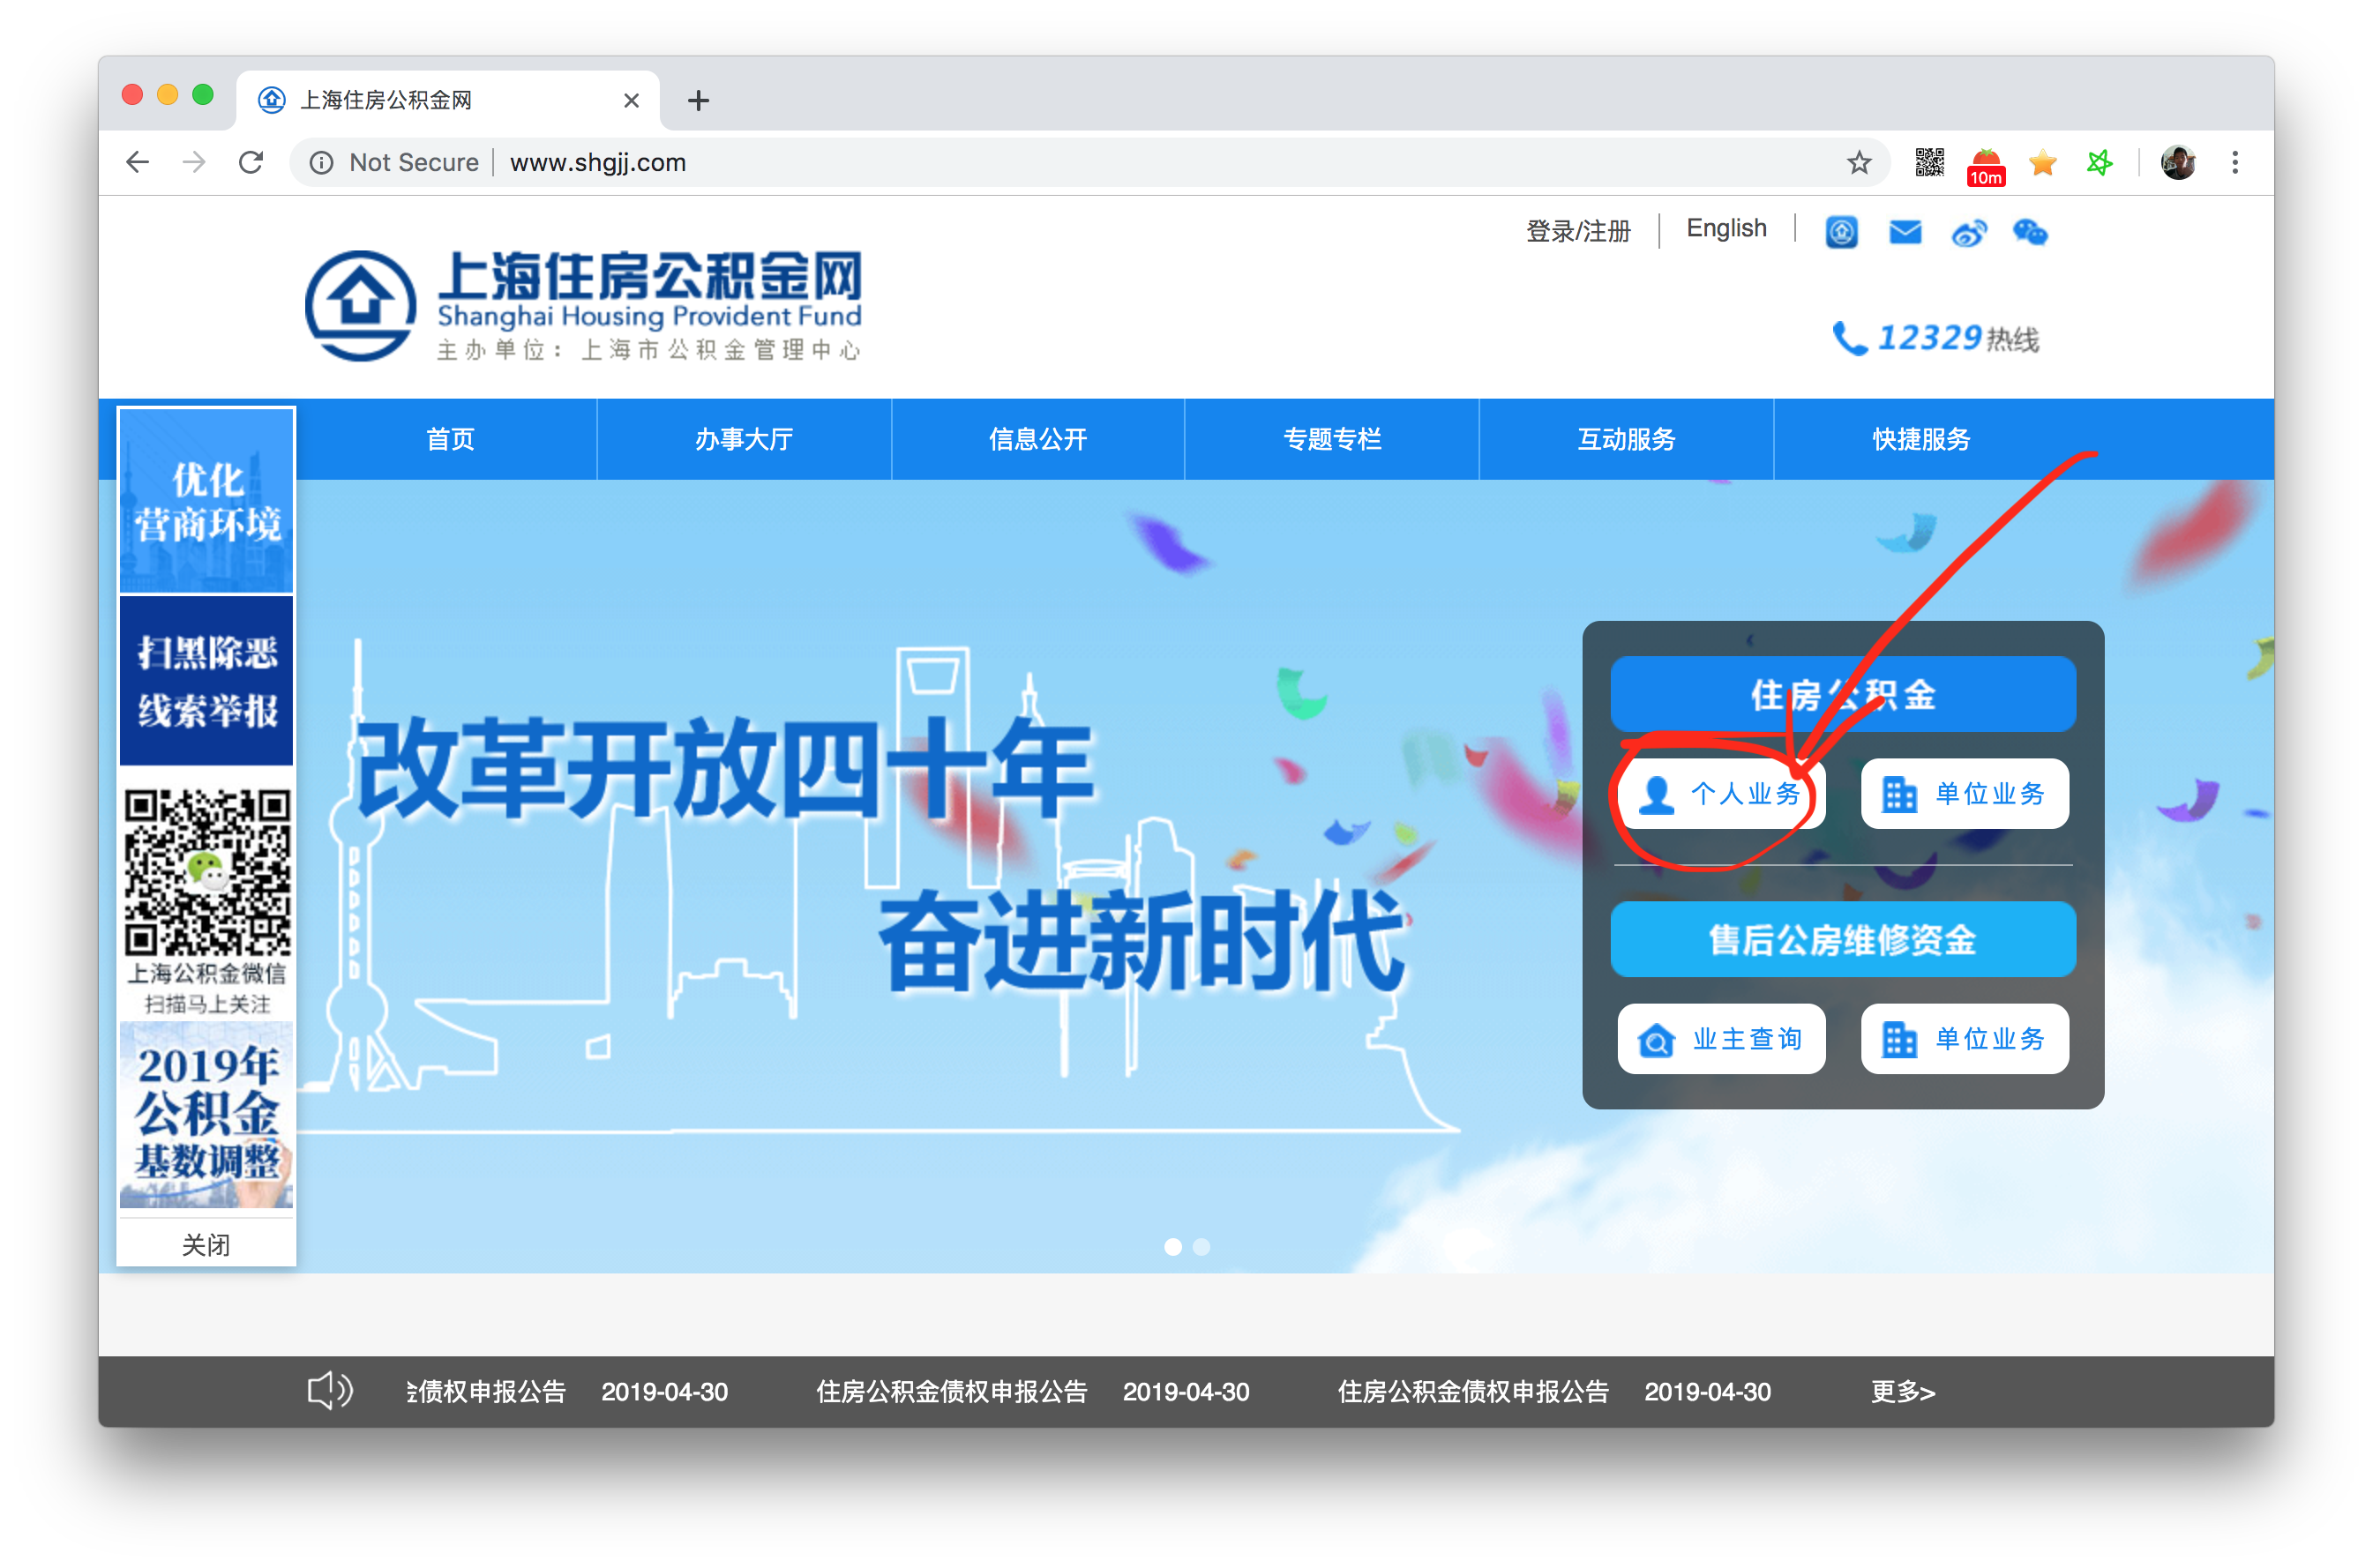 上海住房公积金网
Not Secure
www.shgjj.com
10m
登录/注册
English
上海住房公积金网
Shanghai Housing Provident Fund
主办单位：上海市公积金管理中心
12329热线
首页
办事大厅
信息公开
专题专栏
互动服务
快捷服务
优化
营商环境
扫黑除恶
线索举报
上海公积金微信
扫描马上关注
2019年
公积金
基数调整
关闭
改革开放四十年
奋进新时代
住房公积金
个人业务
单位业务
售后公房维修资金
业主查询
单位业务
债权申报公告 2019-04-30
住房公积金债权申报公告 2019-04-30
住房公积金债权申报公告 2019-04-30
更多>